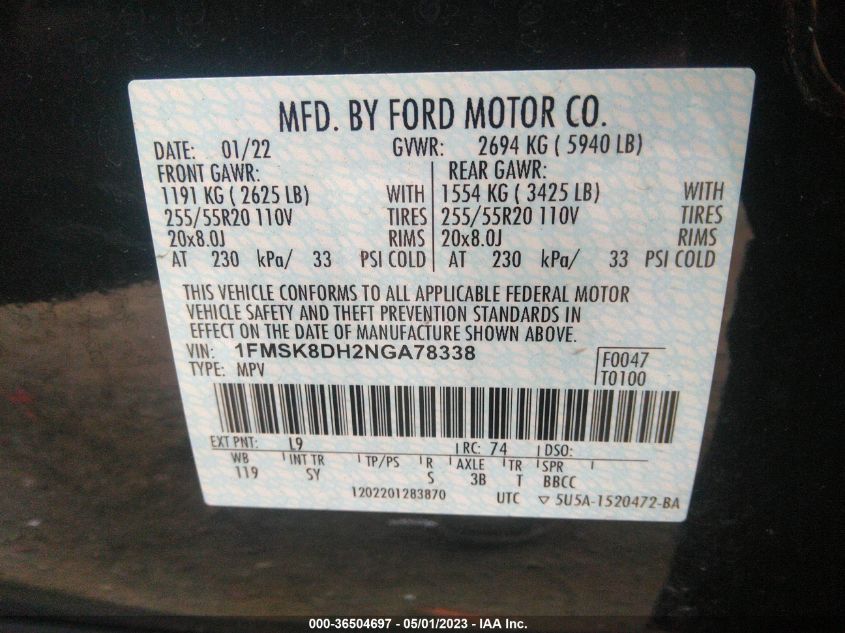 MFD. BY FORD MOTOR CO.
DATE: 01/22 GVWR: 2694 KG ( 5940 LB)
FRONT GAWR: REAR GAWR:
1191 KG ( 2625 LB) WITH 1554 KG ( 3425 LB) WITH
255/55R20 110V TIRES 255/55R20 110V TIRES
20x8.0J RIMS 20x8.0J RIMS
AT 230 kPa/ 33 PSI COLD AT 230 kPa/ 33 PSI COLD
THIS VEHICLE CONFORMS TO ALL APPLICABLE FEDERAL MOTOR
VEHICLE SAFETY AND THEFT PREVENTION STANDARDS IN
EFFECT ON THE DATE OF MANUFACTURE SHOWN ABOVE.
VIN: 1FMSK8DH2NGA78338 F0047
TYPE: MPV T0100
EXT PNT: L9 RC: 74 DSO:
WB INT TR TP/PS R AXLE TR SPR
119 SY S 3B T BBCC
1202201283870 UTC ▽ 5U5A-1520472-BA
000-36504697 - 05/01/2023 - IAA Inc.